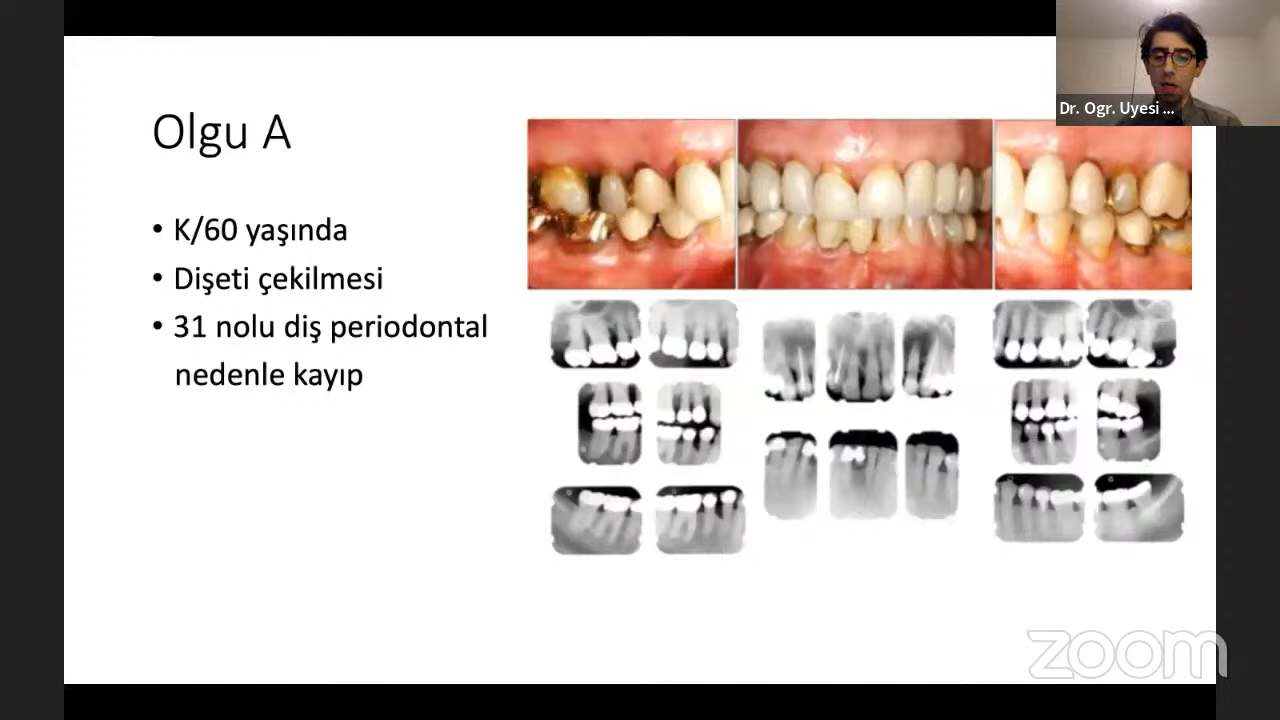 Dr. Ogr. Uyesi ...
Olgu A
• K/60 yaşında
• Dişeti çekilmesi
• 31 nolu diş periodontal
nedenle kayıp
zoom